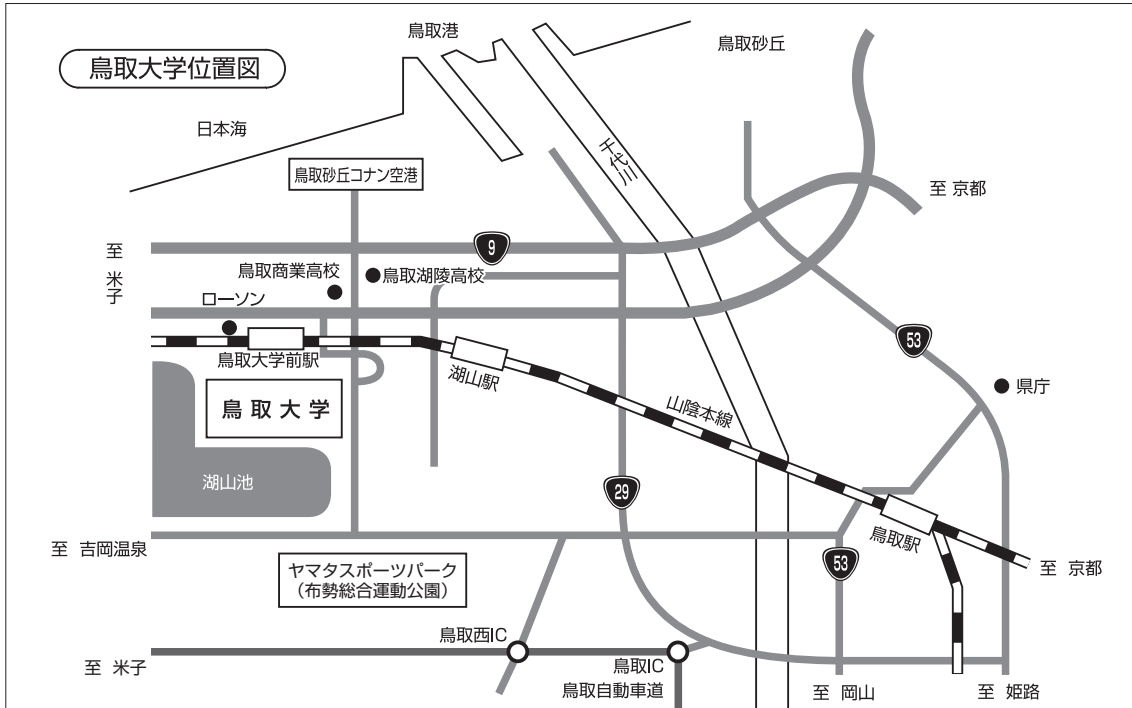 鳥取大学位置図
鳥取港
鳥取砂丘
日本海
千代川
鳥取砂丘コナン空港
至 京都
至 米子
9
鳥取商業高校
鳥取湖陵高校
ローソン
53
鳥取大学前駅
湖山駅
県庁
鳥取大学
山陰本線
湖山池
29
鳥取駅
至 吉岡温泉
53
至 京都
ヤマタスポーツパーク
（布勢総合運動公園）
鳥取西IC
至 米子
鳥取IC
鳥取自動車道
至 岡山
至 姫路